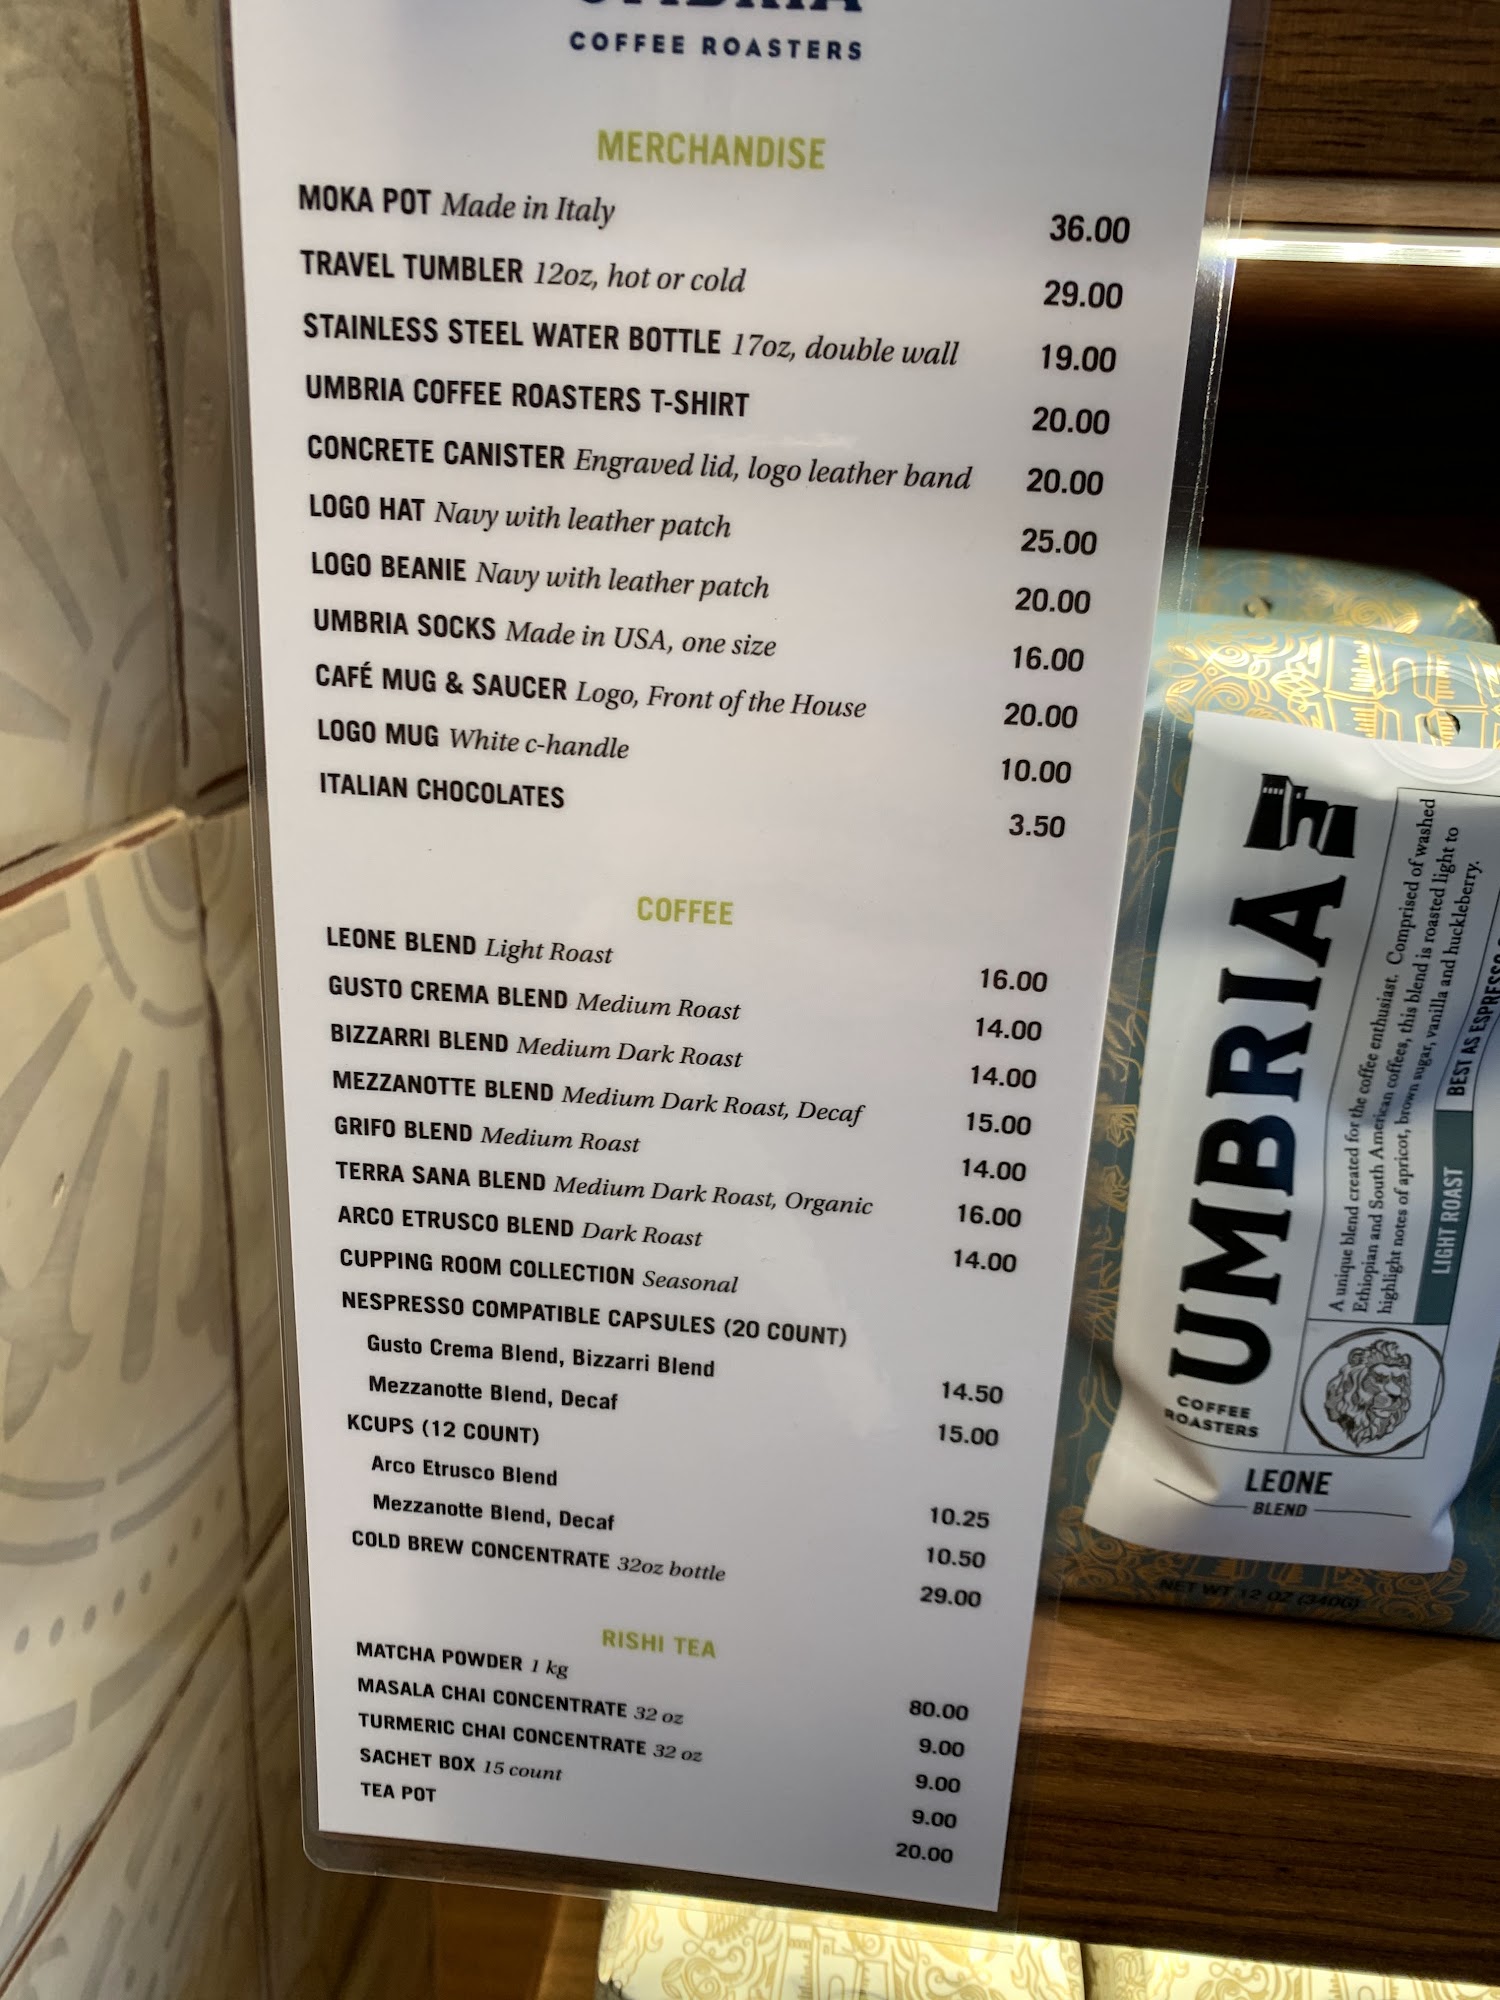 UMBRIA
COFFEE ROASTERS
MERCHANDISE
MOKA POT Made in Italy 36.00
TRAVEL TUMBLER 12oz, hot or cold 29.00
STAINLESS STEEL WATER BOTTLE 17oz, double wall 19.00
UMBRIA COFFEE ROASTERS T-SHIRT 20.00
CONCRETE CANISTER Engraved lid, logo leather band 20.00
LOGO HAT Navy with leather patch 25.00
LOGO BEANIE Navy with leather patch 20.00
UMBRIA SOCKS Made in USA, one size 16.00
CAFÉ MUG & SAUCER Logo, Front of the House 20.00
LOGO MUG White c-handle 10.00
ITALIAN CHOCOLATES 3.50
COFFEE
LEONE BLEND Light Roast 16.00
GUSTO CREMA BLEND Medium Roast 14.00
BIZZARRI BLEND Medium Dark Roast 14.00
MEZZANOTTE BLEND Medium Dark Roast, Decaf 15.00
GRIFO BLEND Medium Roast 14.00
TERRA SANA BLEND Medium Dark Roast, Organic 16.00
ARCO ETRUSCO BLEND Dark Roast 14.00
CUPPING ROOM COLLECTION Seasonal
NESPRESSO COMPATIBLE CAPSULES (20 COUNT)
Gusto Crema Blend, Bizzarri Blend 14.50
Mezzanotte Blend, Decaf 15.00
KCUPS (12 COUNT)
Arco Etrusco Blend 10.25
Mezzanotte Blend, Decaf 10.50
COLD BREW CONCENTRATE 32oz bottle 29.00
RISHI TEA
MATCHA POWDER 1 kg 80.00
MASALA CHAI CONCENTRATE 32 oz 9.00
TURMERIC CHAI CONCENTRATE 32 oz 9.00
SACHET BOX 15 count 9.00
TEA POT 20.00
UMBRIA
COFFEE
ROASTERS
A unique blend created for the coffee enthusiast. Comprised of washed
Ethiopian and South American coffees, this blend is roasted light to
highlight notes of apricot, brown sugar, vanilla and huckleberry.
LIGHT ROAST
BEST AS ESPRESSO
LEONE
BLEND
NET WT 12 OZ (340G)